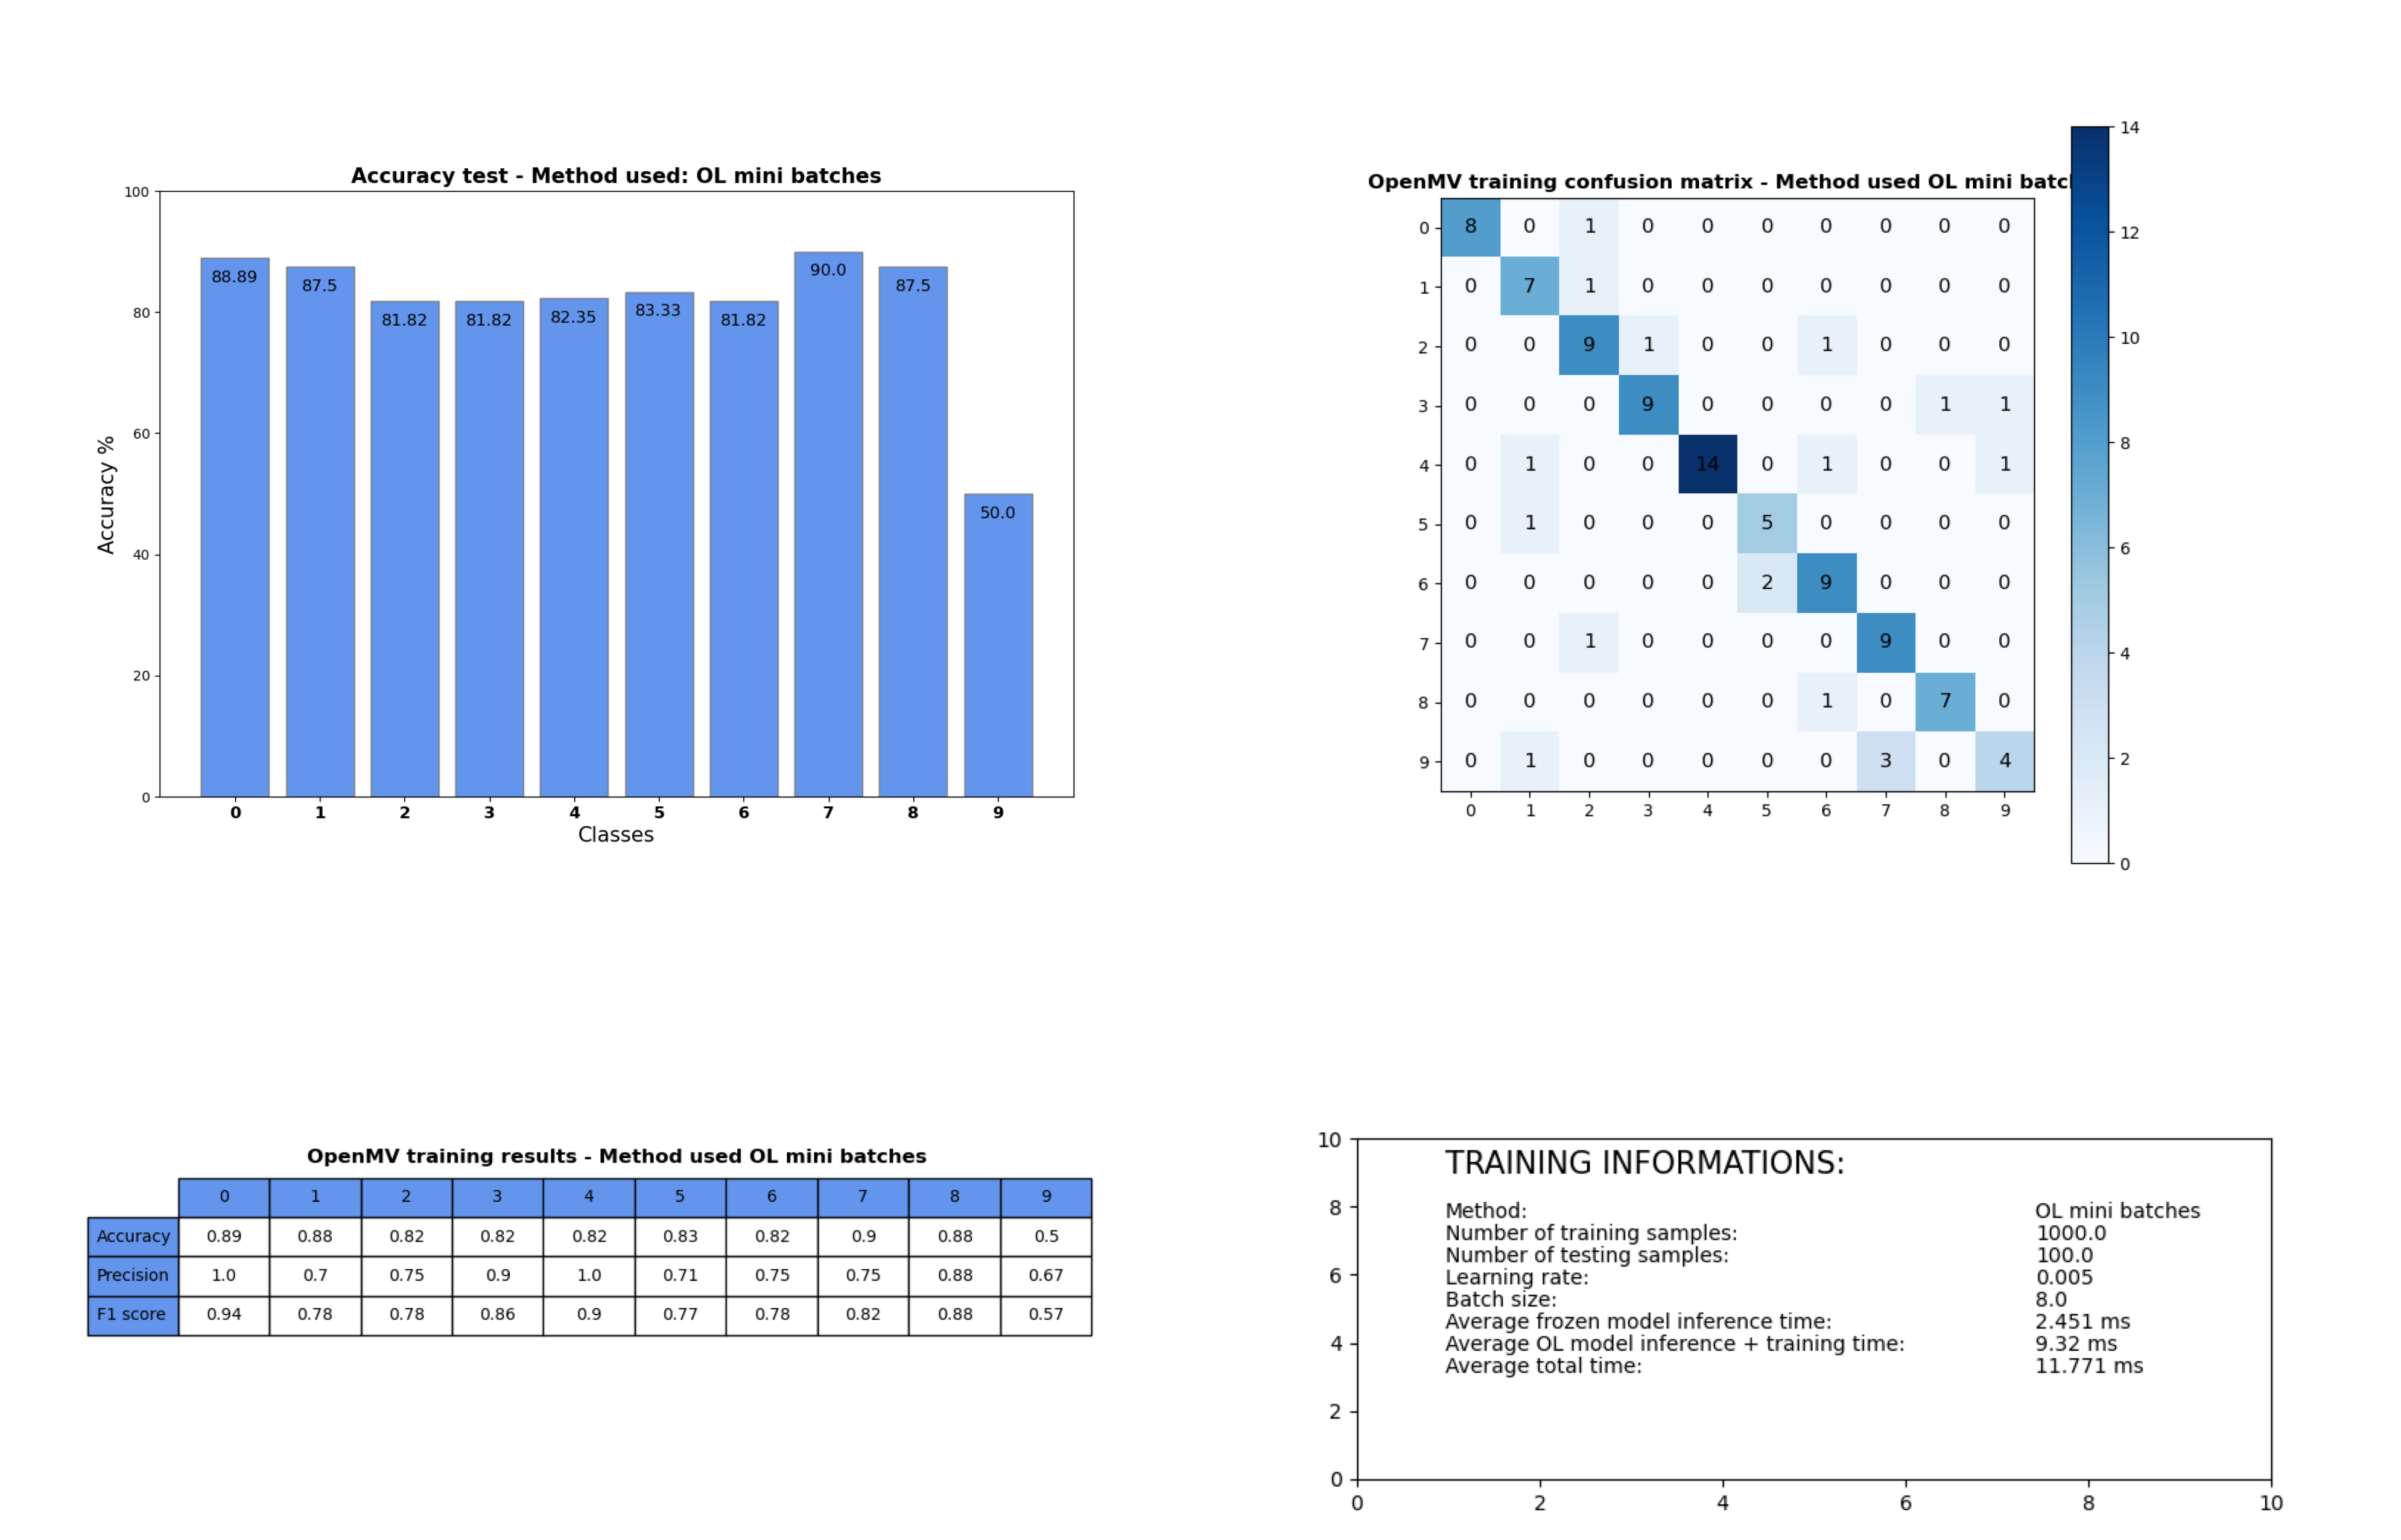 Accuracy test - Method used: OL mini batches
100
80
60
40
20
0
Accuracy %
88.89 87.5 81.82 81.82 82.35 83.33 81.82 90.0 87.5 50.0
0 1 2 3 4 5 6 7 8 9
Classes
OpenMV training confusion matrix - Method used OL mini batc
0 8 0 1 0 0 0 0 0 0 0
1 0 7 1 0 0 0 0 0 0 0
2 0 0 9 1 0 0 1 0 0 0
3 0 0 0 9 0 0 0 0 1 1
4 0 1 0 0 14 0 1 0 0 1
5 0 1 0 0 0 5 0 0 0 0
6 0 0 0 0 0 2 9 0 0 0
7 0 0 1 0 0 0 0 9 0 0
8 0 0 0 0 0 0 1 0 7 0
9 0 1 0 0 0 0 0 3 0 4
0 1 2 3 4 5 6 7 8 9
14
12
10
8
6
4
2
0
OpenMV training results - Method used OL mini batches
0 1 2 3 4 5 6 7 8 9
Accuracy 0.89 0.88 0.82 0.82 0.82 0.83 0.82 0.9 0.88 0.5
Precision 1.0 0.7 0.75 0.9 1.0 0.71 0.75 0.75 0.88 0.67
F1 score 0.94 0.78 0.78 0.86 0.9 0.77 0.78 0.82 0.88 0.57
10
8
6
4
2
0
TRAINING INFORMATIONS:
Method: OL mini batches
Number of training samples: 1000.0
Number of testing samples: 100.0
Learning rate: 0.005
Batch size: 8.0
Average frozen model inference time: 2.451 ms
Average OL model inference + training time: 9.32 ms
Average total time: 11.771 ms
0 2 4 6 8 10